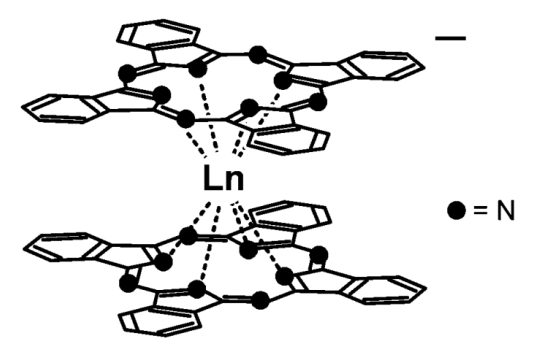 —
Ln
● = N